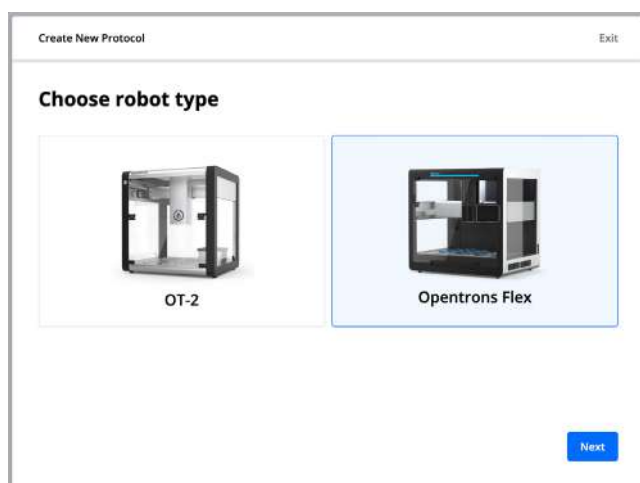 Create New Protocol
Exit
Choose robot type
OT-2
Opentrons Flex
Next